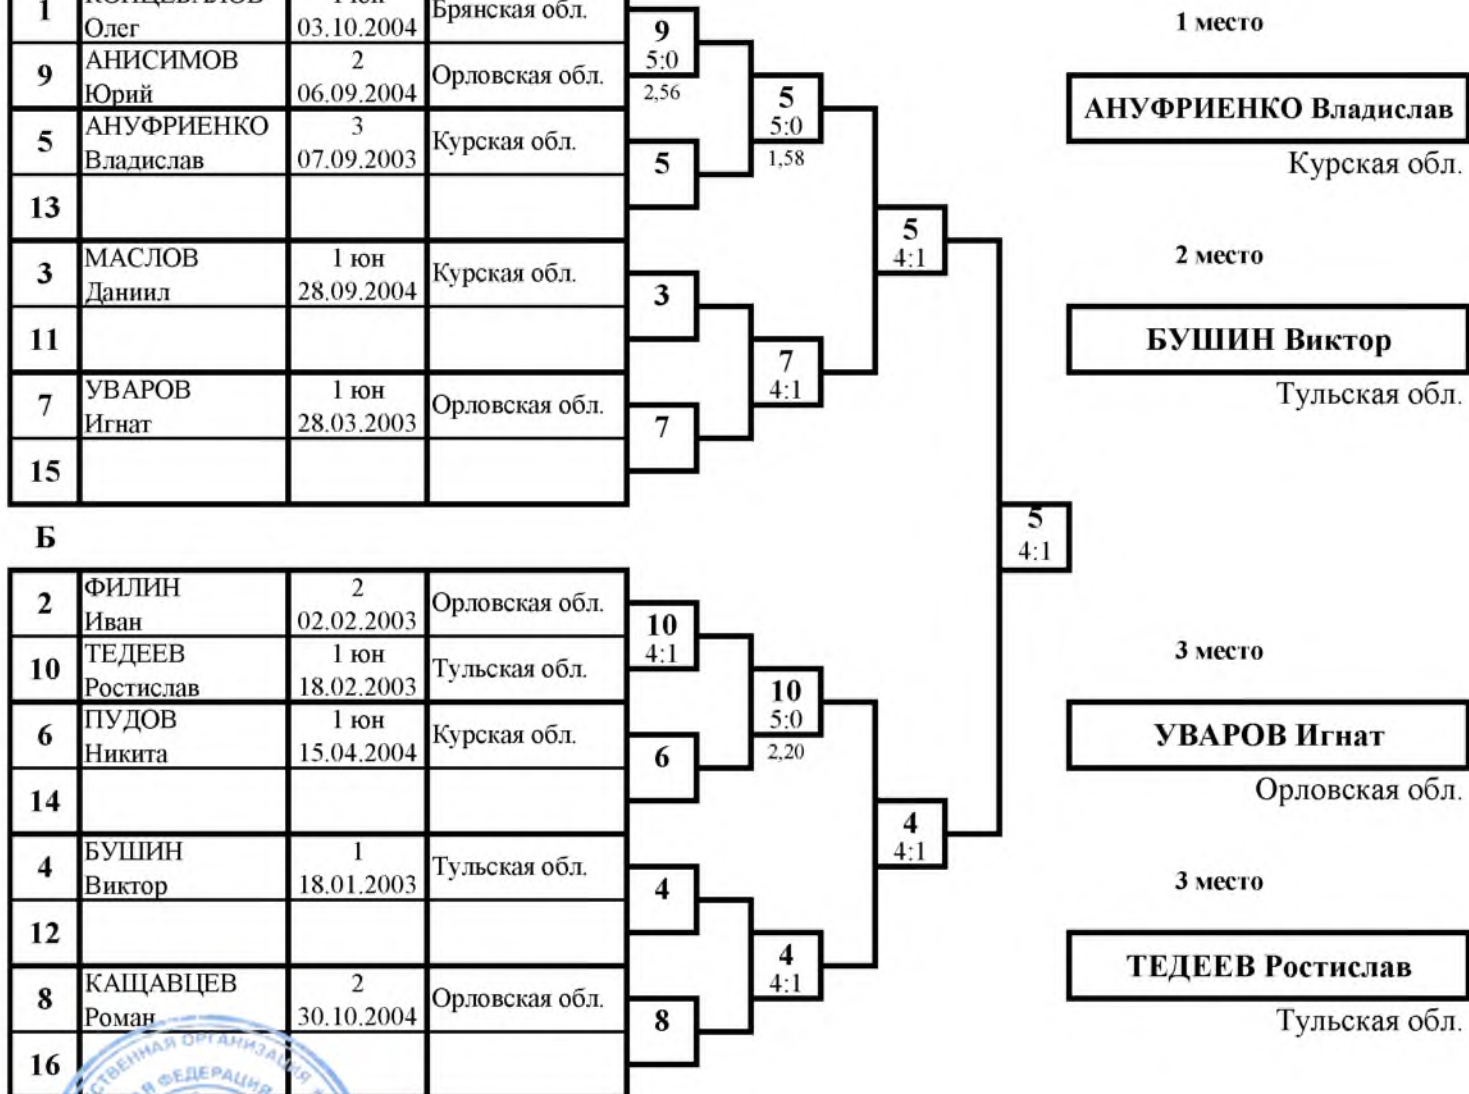 1
Олег
03.10.2004
Брянская обл.
9
5:0
2,56
1 место
9
АНИСИМОВ
Юрий
2
06.09.2004
Орловская обл.
5
5:0
1,58
АНУФРИЕНКО Владислав
Курская обл.
5
АНУФРИЕНКО
Владислав
3
07.09.2003
Курская обл.
5
13
5
4:1
3
МАСЛОВ
Даниил
1 юн
28.09.2004
Курская обл.
3
2 место
БУШИН Виктор
Тульская обл.
11
7
4:1
7
УВАРОВ
Игнат
1 юн
28.03.2003
Орловская обл.
7
15
Б
5
4:1
2
ФИЛИН
Иван
2
02.02.2003
Орловская обл.
10
4:1
10
ТЕДЕЕВ
Ростислав
1 юн
18.02.2003
Тульская обл.
10
5:0
2,20
3 место
УВАРОВ Игнат
Орловская обл.
6
ПУДОВ
Никита
1 юн
15.04.2004
Курская обл.
6
14
4
4:1
4
БУШИН
Виктор
1
18.01.2003
Тульская обл.
4
3 место
ТЕДЕЕВ Ростислав
Тульская обл.
12
4
4:1
8
КАЩАВЦЕВ
Роман
2
30.10.2004
Орловская обл.
8
16
ОРГАНИЗАЦИЯ
ФЕДЕРАЦИЯ